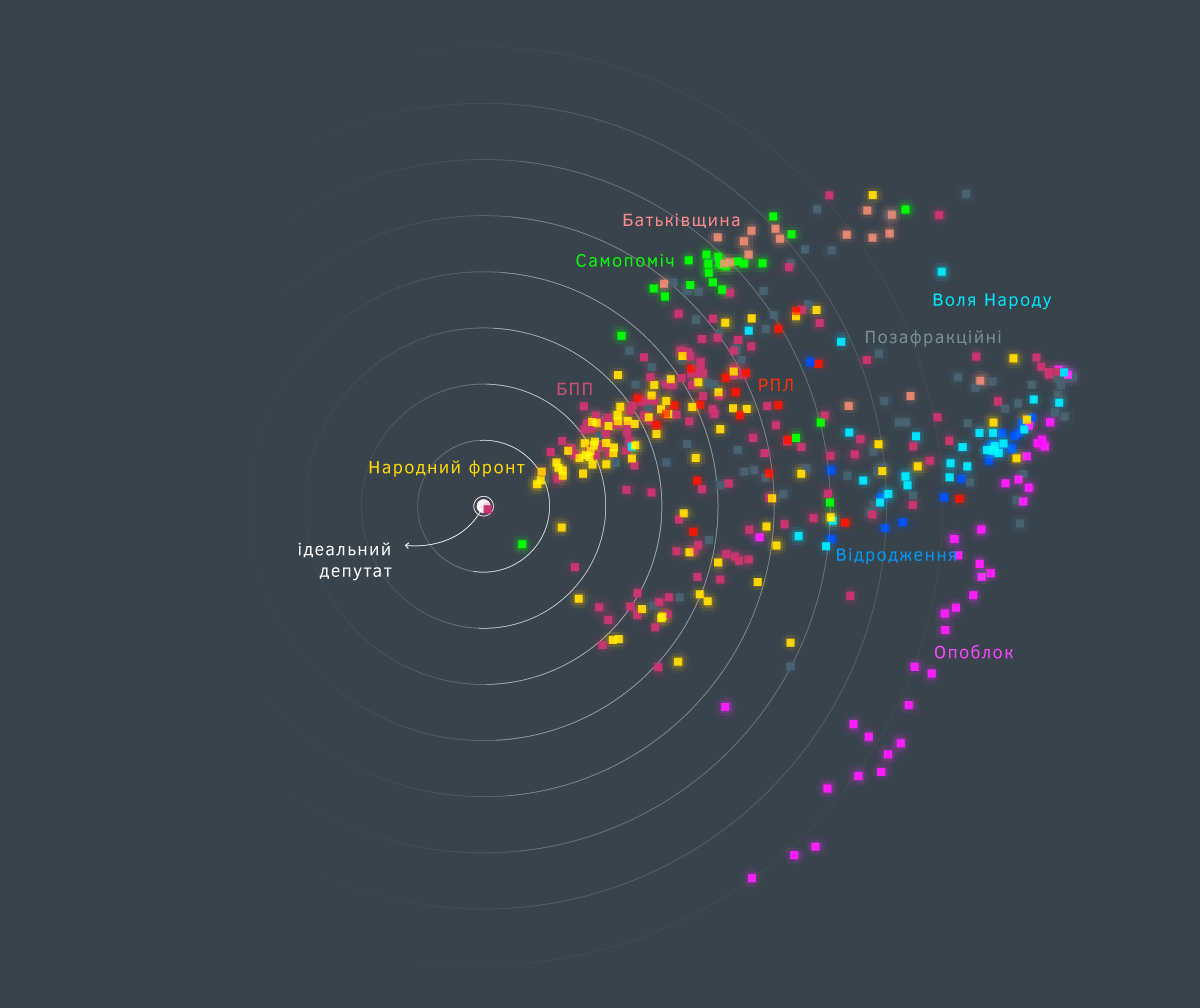 Батьківщина
Самопоміч
Воля Народу
Позафракційні
БПП
РПЛ
Народний фронт
ідеальний
депутат
Відродження
Опоблок